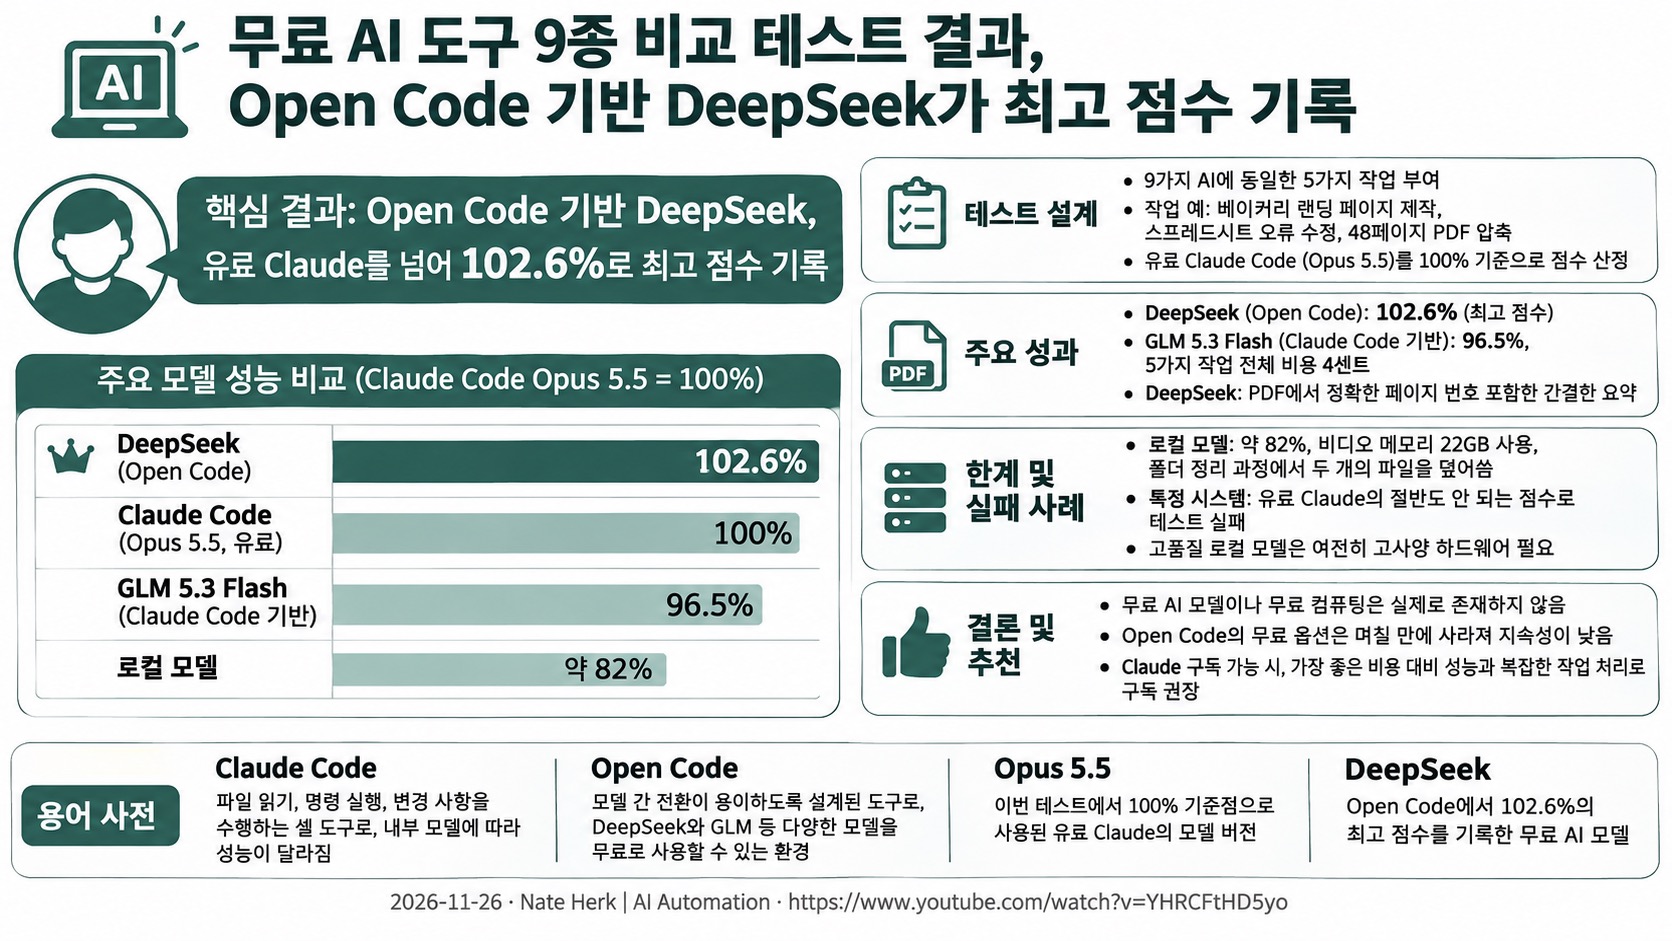 AI
무료 AI 도구 9종 비교 테스트 결과,
Open Code 기반 DeepSeek가 최고 점수 기록
핵심 결과: Open Code 기반 DeepSeek,
유료 Claude를 넘어 102.6%로 최고 점수 기록
주요 모델 성능 비교 (Claude Code Opus 5.5 = 100%)
DeepSeek
(Open Code)
102.6%
Claude Code
(Opus 5.5, 유료)
100%
GLM 5.3 Flash
(Claude Code 기반)
96.5%
로컬 모델
약 82%
테스트 설계
• 9가지 AI에 동일한 5가지 작업 부여
• 작업 예: 베이커리 랜딩 페이지 제작,
스프레드시트 오류 수정, 48페이지 PDF 압축
• 유료 Claude Code (Opus 5.5)를 100% 기준으로 점수 산정
PDF
주요 성과
• DeepSeek (Open Code): 102.6% (최고 점수)
• GLM 5.3 Flash (Claude Code 기반): 96.5%,
5가지 작업 전체 비용 4센트
• DeepSeek: PDF에서 정확한 페이지 번호 포함한 간결한 요약
한계 및
실패 사례
• 로컬 모델: 약 82%, 비디오 메모리 22GB 사용,
폴더 정리 과정에서 두 개의 파일을 덮어씀
• 특정 시스템: 유료 Claude의 절반도 안 되는 점수로
테스트 실패
• 고품질 로컬 모델은 여전히 고사양 하드웨어 필요
결론 및
추천
• 무료 AI 모델이나 무료 컴퓨팅은 실제로 존재하지 않음
• Open Code의 무료 옵션은 며칠 만에 사라져 지속성이 낮음
• Claude 구독 가능 시, 가장 좋은 비용 대비 성능과 복잡한 작업 처리로
구독 권장
용어 사전
Claude Code
파일 읽기, 명령 실행, 변경 사항을
수행하는 셸 도구로, 내부 모델에 따라
성능이 달라짐
Open Code
모델 간 전환이 용이하도록 설계된 도구로,
DeepSeek와 GLM 등 다양한 모델을
무료로 사용할 수 있는 환경
Opus 5.5
이번 테스트에서 100% 기준점으로
사용된 유료 Claude의 모델 버전
DeepSeek
Open Code에서 102.6%의
최고 점수를 기록한 무료 AI 모델
2026-11-26 · Nate Herk | AI Automation · https://www.youtube.com/watch?v=YHRCFtHD5yo